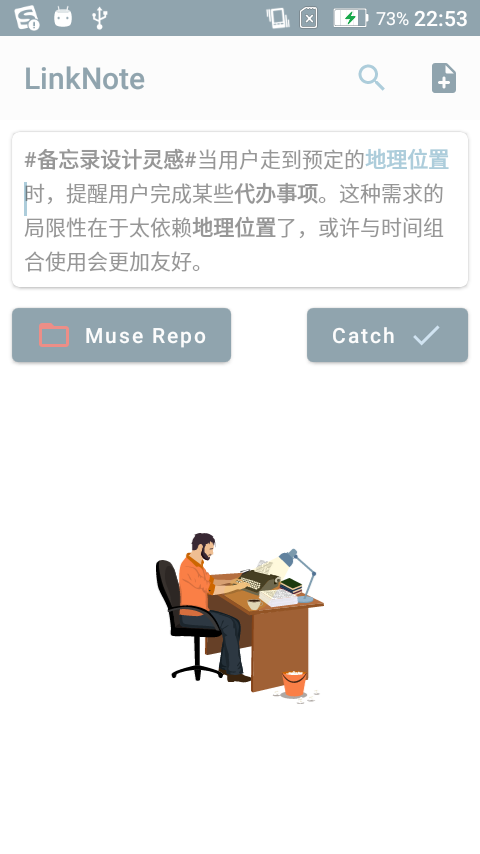 73% 22:53
LinkNote
#备忘录设计灵感#当用户走到预定的地理位置
时，提醒用户完成某些代办事项。这种需求的
局限性在于太依赖地理位置了，或许与时间组
合使用会更加友好。
Muse Repo
Catch